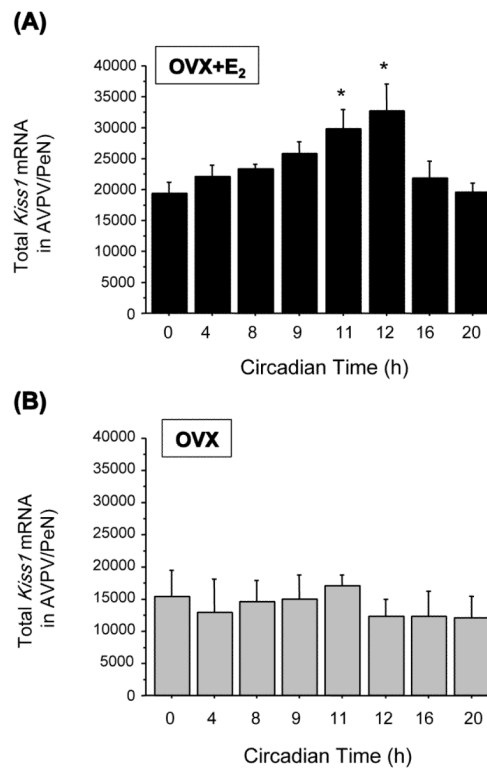 (A)
OVX+E₂
Total Kiss1 mRNA
in AVPV/PeN)
40000
35000
30000
25000
20000
15000
10000
5000
0
* *
0 4 8 9 11 12 16 20
Circadian Time (h)
(B)
OVX
Total Kiss1 mRNA
in AVPV/PeN)
40000
35000
30000
25000
20000
15000
10000
5000
0
0 4 8 9 11 12 16 20
Circadian Time (h)